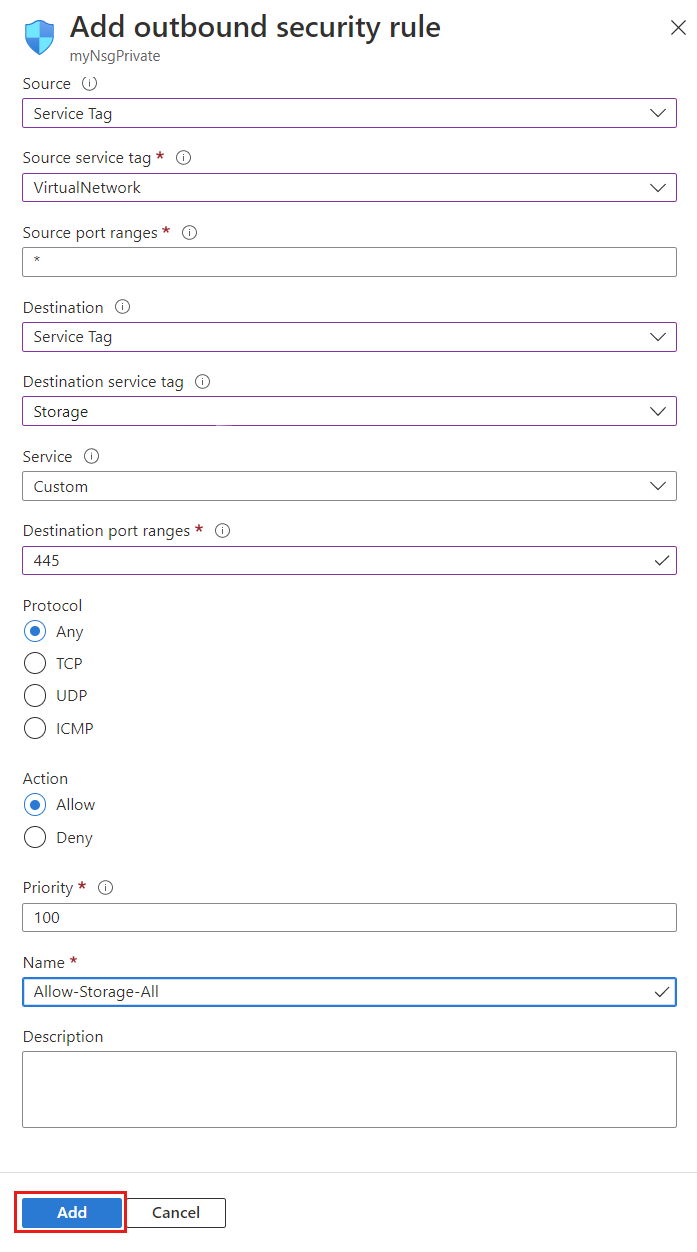 Add outbound security rule
myNsgPrivate
Source
Service Tag
Source service tag *
VirtualNetwork
Source port ranges *
*
Destination
Service Tag
Destination service tag
Storage
Service
Custom
Destination port ranges *
445
Protocol
Any
TCP
UDP
ICMP
Action
Allow
Deny
Priority *
100
Name *
Allow-Storage-All
Description
Add Cancel